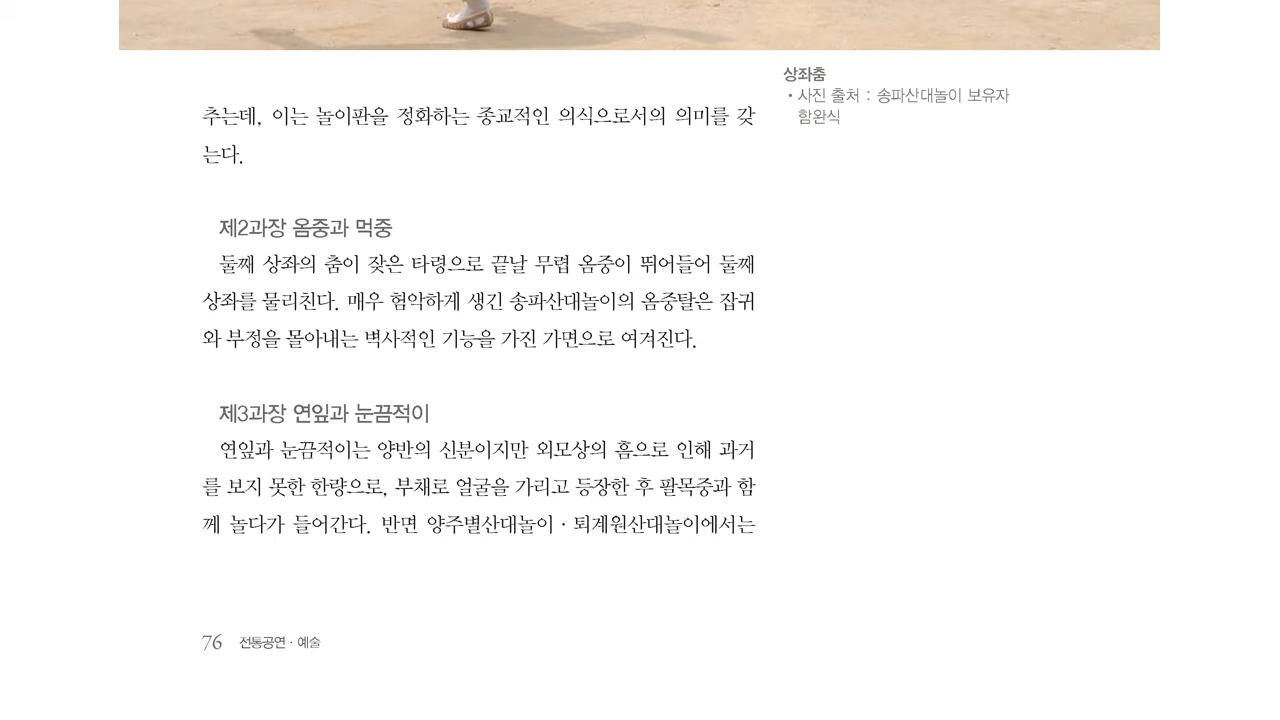 상좌춤
• 사진 출처 : 송파산대놀이 보유자
함완식
추는데, 이는 놀이판을 정화하는 종교적인 의식으로서의 의미를 갖
는다.
제2과장 옴중과 먹중
둘째 상좌의 춤이 잦은 타령으로 끝날 무렵 옴중이 뛰어들어 둘째
상좌를 물리친다. 매우 험악하게 생긴 송파산대놀이의 옴중탈은 잡귀
와 부정을 몰아내는 벽사적인 기능을 가진 가면으로 여겨진다.
제3과장 연잎과 눈끔적이
연잎과 눈끔적이는 양반의 신분이지만 외모상의 흠으로 인해 과거
를 보지 못한 한량으로, 부채로 얼굴을 가리고 등장한 후 팔목중과 함
께 놀다가 들어간다. 반면 양주별산대놀이 · 퇴계원산대놀이에서는
76 전통공연 · 예술